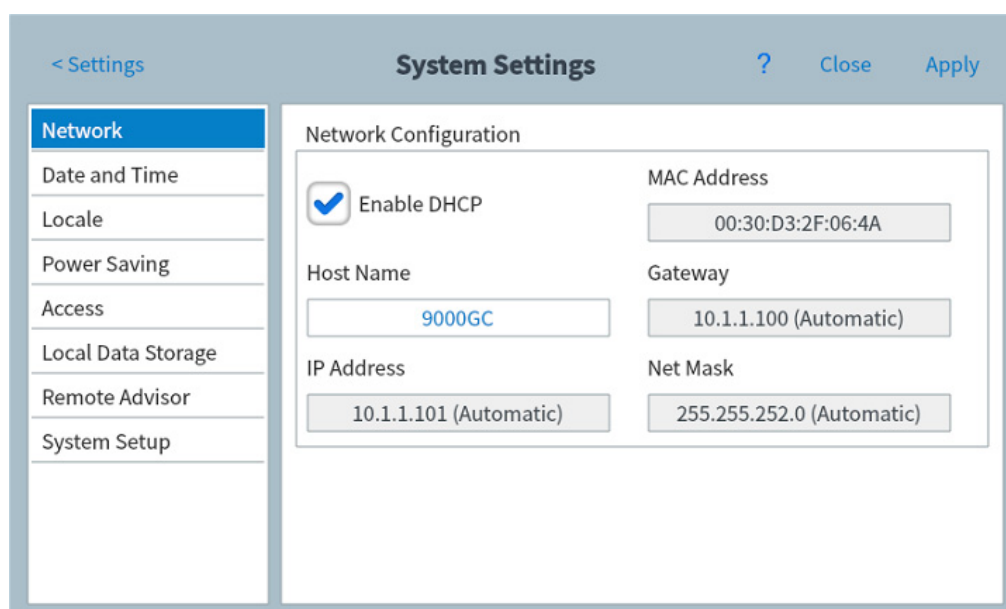 < Settings System Settings ? Close Apply
Network
Date and Time
Locale
Power Saving
Access
Local Data Storage
Remote Advisor
System Setup
Network Configuration
Enable DHCP
MAC Address
00:30:D3:2F:06:4A
Host Name
9000GC
Gateway
10.1.1.100 (Automatic)
IP Address
10.1.1.101 (Automatic)
Net Mask
255.255.252.0 (Automatic)